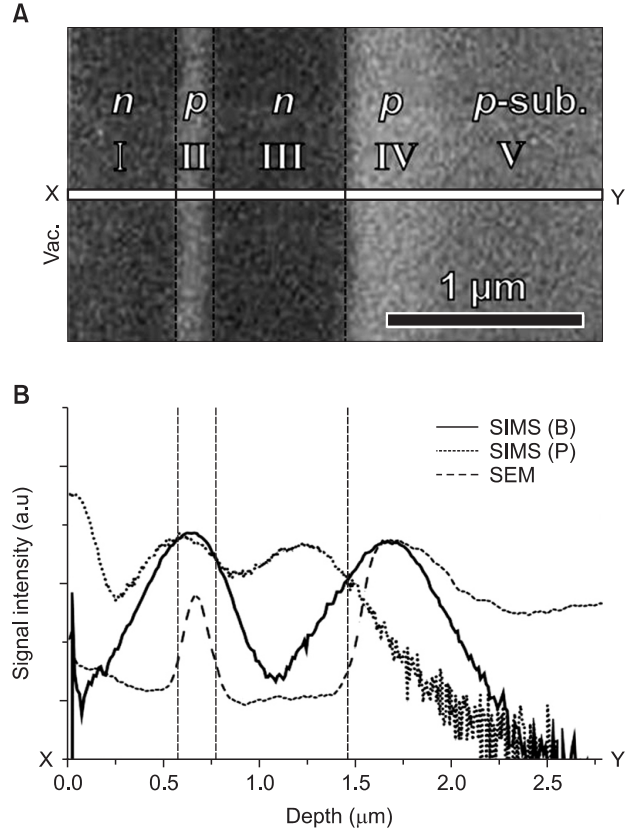 A
n p n p p-sub.
I II III IV V
X Y
Vac.
1 μm
B
SIMS (B)
SIMS (P)
SEM
Signal intensity (a.u)
X Y
0.0 0.5 1.0 1.5 2.0 2.5
Depth (μm)